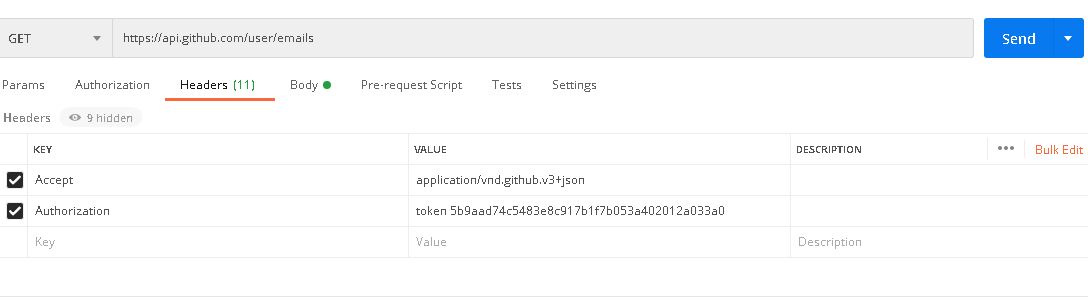 GET https://api.github.com/user/emails Send
Params Authorization Headers (11) Body Pre-request Script Tests Settings
Headers 9 hidden
KEY VALUE DESCRIPTION ••• Bulk Edit
Accept application/vnd.github.v3+json
Authorization token 5b9aad74c5483e8c917b1f7b053a402012a033a0
Key Value Description